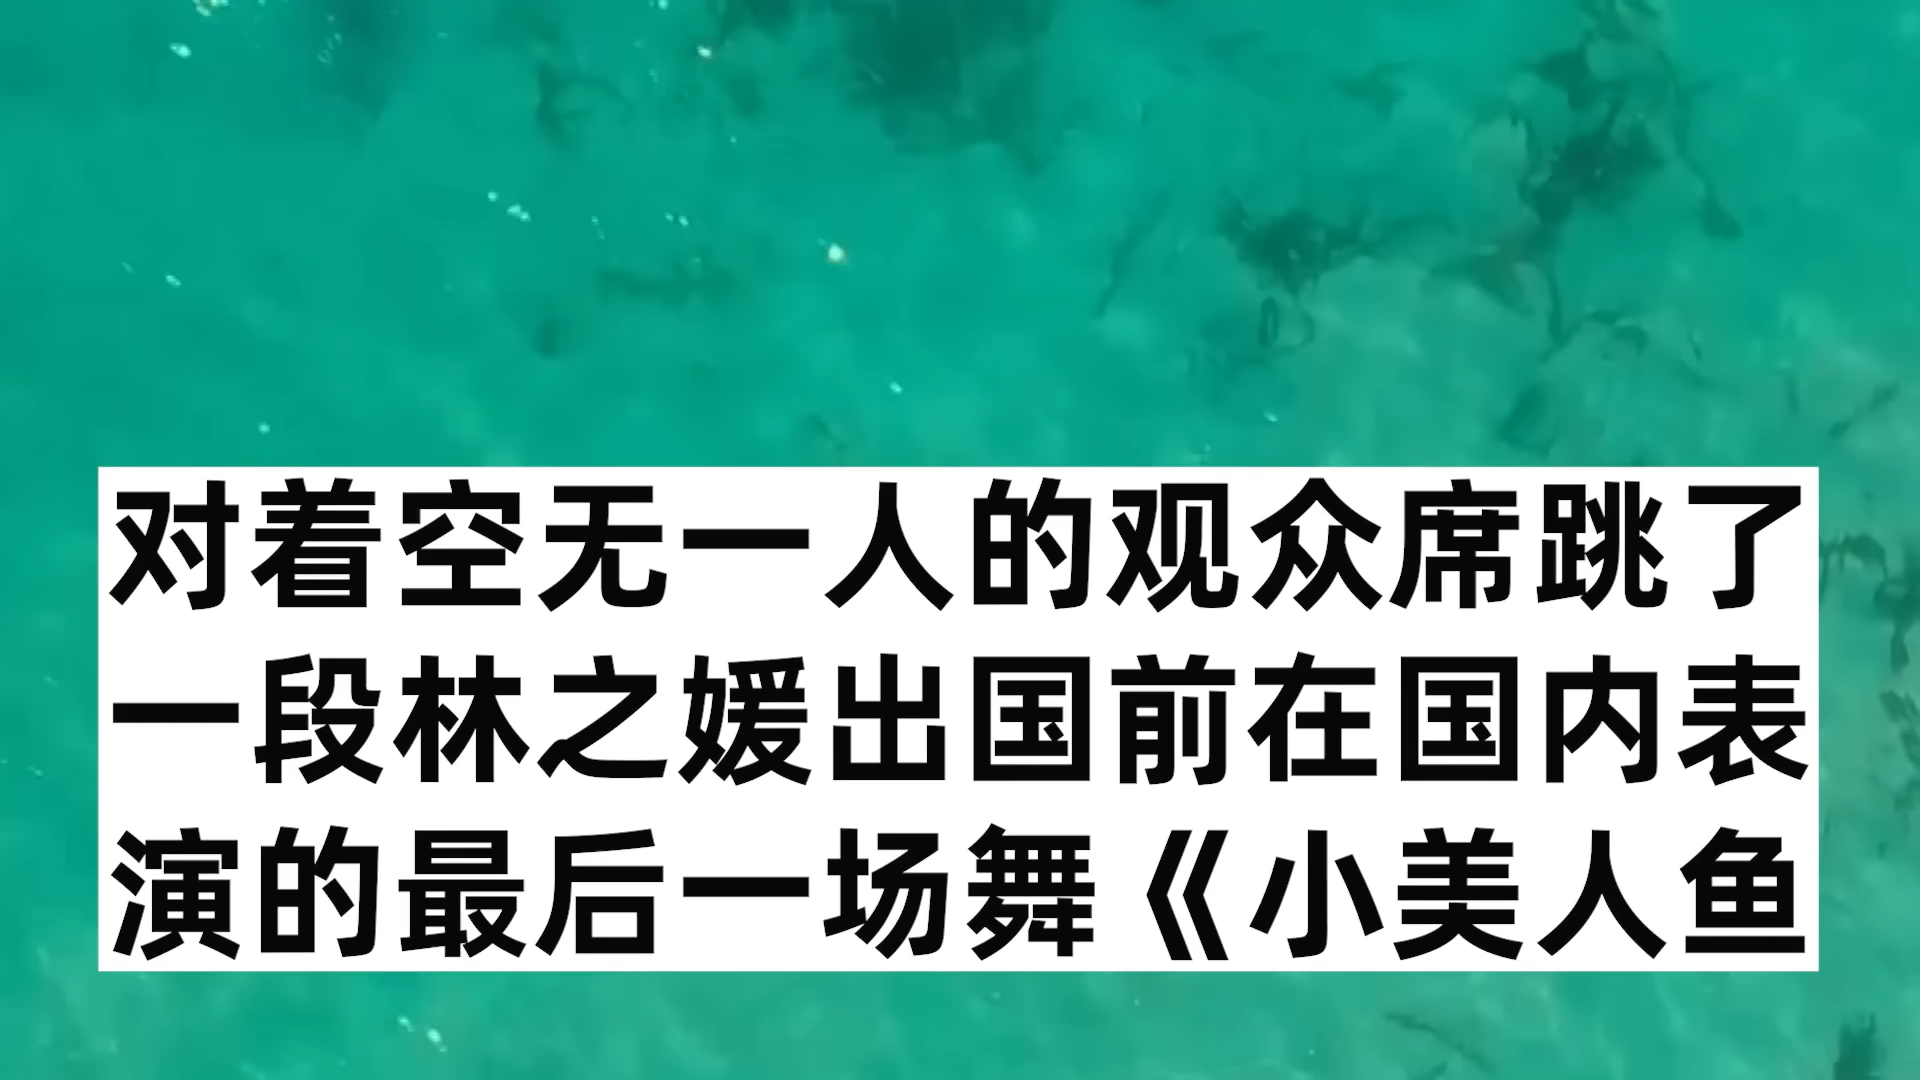 对着空无一人的观众席跳了
一段林之媛出国前在国内表
演的最后一场舞《小美人鱼